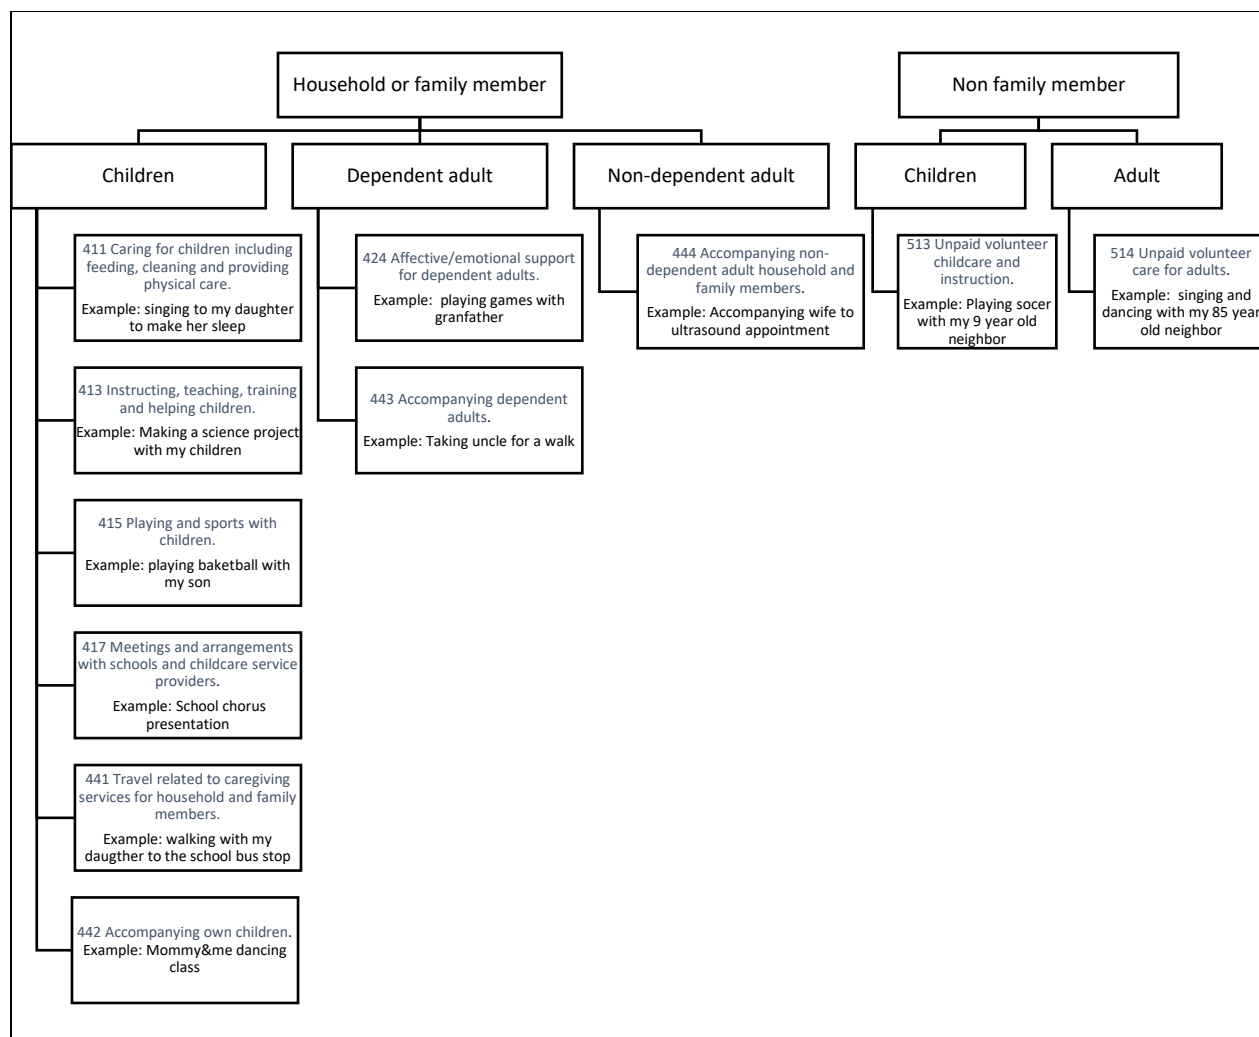 Household or family member
Non family member
Children
Dependent adult
Non-dependent adult
Children
Adult
411 Caring for children including
feeding, cleaning and providing
physical care.
Example: singing to my daughter
to make her sleep
424 Affective/emotional support
for dependent adults.
Example:  playing games with
granfather
444 Accompanying non-
dependent adult household and
family members.
Example: Accompanying wife to
ultrasound appointment
513 Unpaid volunteer
childcare and
instruction.
Example: Playing socer
with my 9 year old
neighbor
514 Unpaid volunteer
care for adults.
Example:  singing and
dancing with my 85 year
old neighbor
413 Instructing, teaching, training
and helping children.
Example: Making a science project
with my children
443 Accompanying dependent
adults.
Example: Taking uncle for a walk
415 Playing and sports with
children.
Example: playing baketball with
my son
417 Meetings and arrangements
with schools and childcare service
providers.
Example: School chorus
presentation
441 Travel related to caregiving
services for household and family
members.
Example: walking with my
daugther to the school bus stop
442 Accompanying own children.
Example: Mommy&me dancing
class